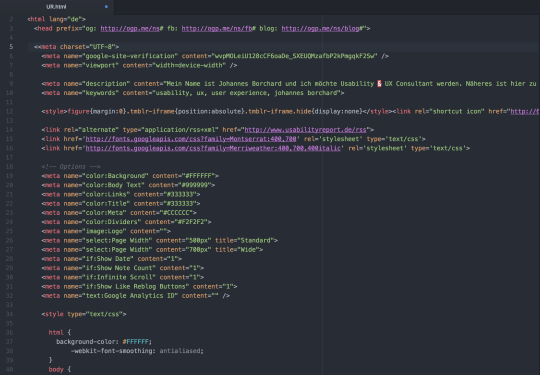 UR.html
2 <html lang="de">
3 <head prefix="og: http://ogp.me/ns# fb: http://ogp.me/ns/fb# blog: http://ogp.me/ns/blog#">
4
5 <<meta charset="UTF-8">
6 <meta name="google-site-verification" content= />
7 <meta name="viewport" content="width=device-width" />
8
9 <meta name="description" content="Mein Name ist Johannes Borchard und ich möchte Usability & UX Consultant werden. Näheres ist hier zu
10 <meta name="keywords" content="usability, ux, user experience, johannes borchard">
11
12 <style>figure{margin:0}.tmblr-iframe{position:absolute}.tmblr-iframe.hide{display:none}</style><link rel="shortcut icon" href="http://
13
14 <link rel="alternate" type="application/rss+xml" href="http://www.usabilityreport.de/rss">
15 <link href='http://fonts.googleapis.com/css?family=Montserrat:400,700' rel='stylesheet' type='text/css'>
16 <link href='http://fonts.googleapis.com/css?family=Merriweather:400,700,400italic' rel='stylesheet' type='text/css'>
17
18 <!-- Options -->
19 <meta name="color:Background" content="#FFFFFF">
20 <meta name="color:Body Text" content="#999999">
21 <meta name="color:Links" content="#333333">
22 <meta name="color:Title" content="#333333">
23 <meta name="color:Meta" content="#CCCCCC">
24 <meta name="color:Dividers" content="#F2F2F2">
25 <meta name="image:Logo" content="">
26 <meta name="select:Page Width" content="500px" title="Standard">
27 <meta name="select:Page Width" content="700px" title="Wide">
28 <meta name="if:Show Date" content="1">
29 <meta name="if:Show Note Count" content="1">
30 <meta name="if:Infinite Scroll" content="1">
31 <meta name="if:Show Like Reblog Buttons" content="1">
32 <meta name="text:Google Analytics ID" content="" />
33
34 <style type="text/css">
35
36 html {
37 background-color: #FFFFFF;
38 -webkit-font-smoothing: antialiased;
39 }
40 body {